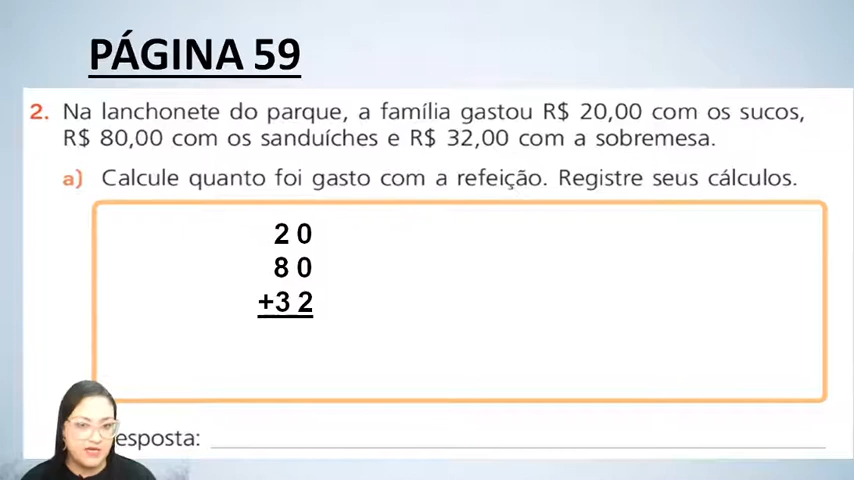 PÁGINA 59
2. Na lanchonete do parque, a família gastou R$ 20,00 com os sucos,
R$ 80,00 com os sanduíches e R$ 32,00 com a sobremesa.
a) Calcule quanto foi gasto com a refeição. Registre seus cálculos.
2 0
8 0
+3 2
esposta: